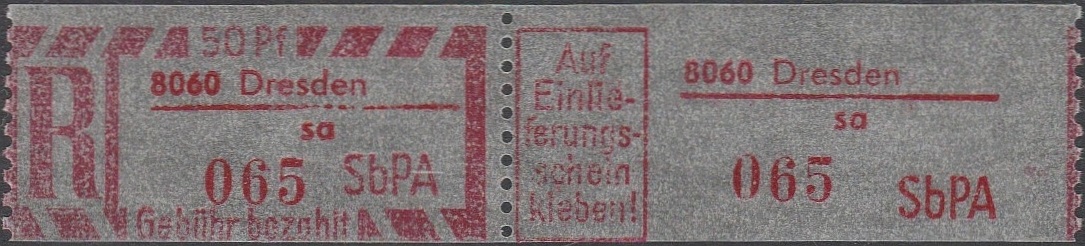 50 Pf
R
8060 Dresden
sa
065 SbPA
Gebühr bezahlt
Auf
Einlie-
ferungs-
schein
kleben!
8060 Dresden
sa
065 SbPA